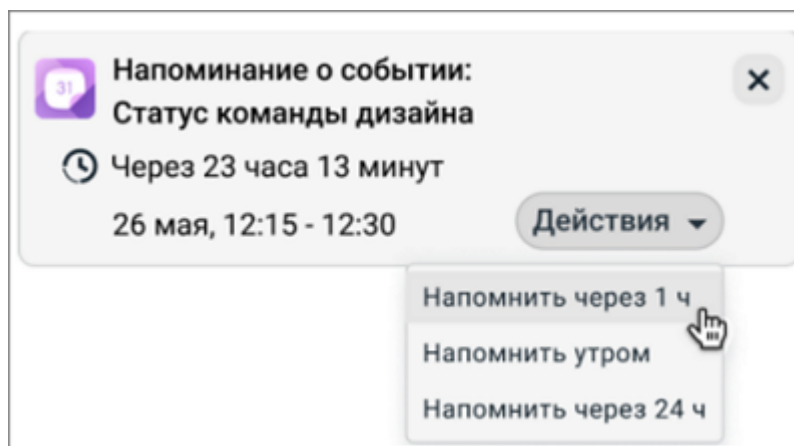 31
Напоминание о событии:
Статус команды дизайна
Через 23 часа 13 минут
26 мая, 12:15 - 12:30
Действия
Напомнить через 1 ч
Напомнить утром
Напомнить через 24 ч